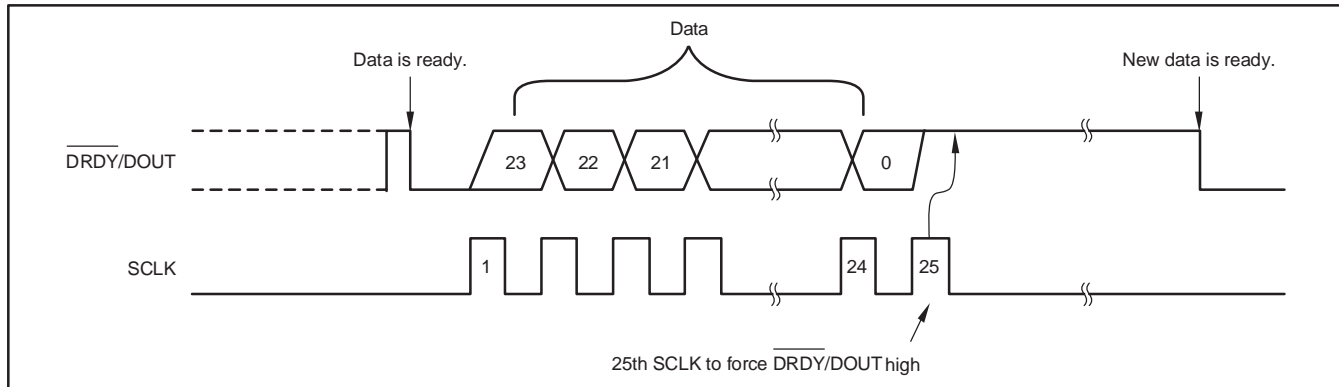 Data
Data is ready.
New data is ready.
DRDY/DOUT
23
22
21
0
SCLK
1
24
25
25th SCLK to force DRDY/DOUT high